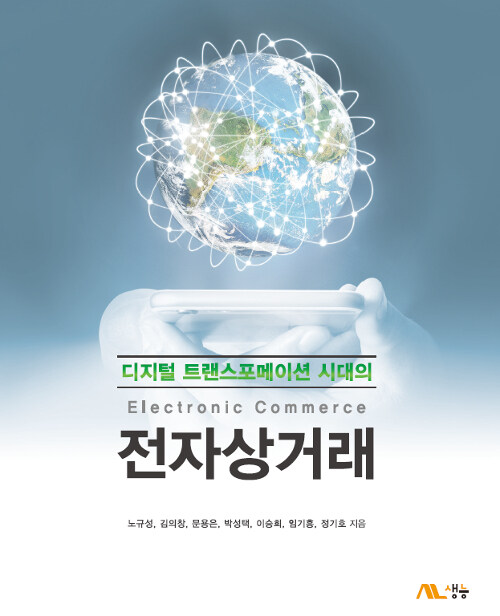 디지털 트랜스포메이션 시대의
Electronic Commerce
전자상거래
노규성, 김의창, 문용은, 박성택, 이승희, 임기흥, 정기호 지음
생능